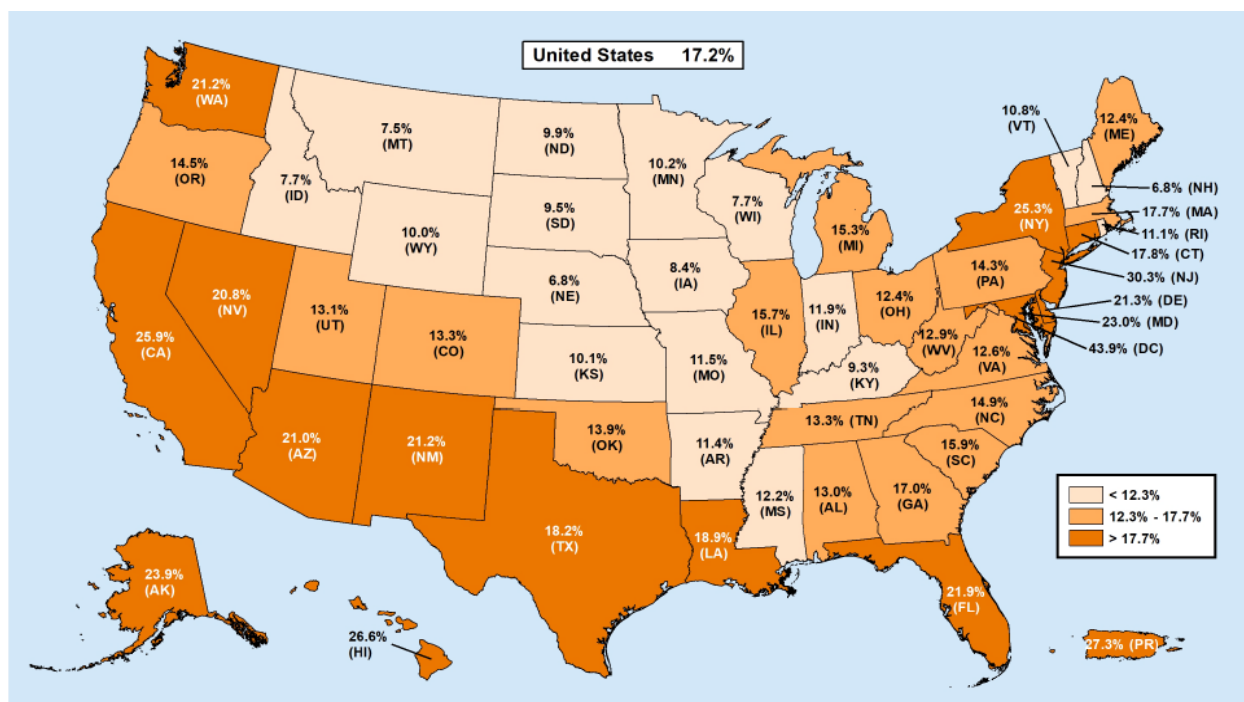 United States 17.2%
21.2%
(WA)
14.5%
(OR)
7.7%
(ID)
7.5%
(MT)
10.0%
(WY)
9.9%
(ND)
9.5%
(SD)
6.8%
(NE)
10.1%
(KS)
10.2%
(MN)
8.4%
(IA)
11.5%
(MO)
7.7%
(WI)
15.3%
(MI)
15.7%
(IL)
11.9%
(IN)
12.4%
(OH)
9.3%
(KY)
12.9%
(WV)
14.3%
(PA)
25.3%
(NY)
10.8%
(VT)
12.4%
(ME)
6.8% (NH)
17.7% (MA)
11.1% (RI)
17.8% (CT)
30.3% (NJ)
21.3% (DE)
23.0% (MD)
43.9% (DC)
12.6%
(VA)
14.9%
(NC)
15.9%
(SC)
13.3% (TN)
17.0%
(GA)
13.0%
(AL)
12.2%
(MS)
11.4%
(AR)
18.9%
(LA)
13.9%
(OK)
18.2%
(TX)
21.2%
(NM)
21.0%
(AZ)
13.3%
(CO)
13.1%
(UT)
20.8%
(NV)
25.9%
(CA)
23.9%
(AK)
26.6%
(HI)
21.9%
(FL)
27.3% (PR)
< 12.3%
12.3% - 17.7%
> 17.7%